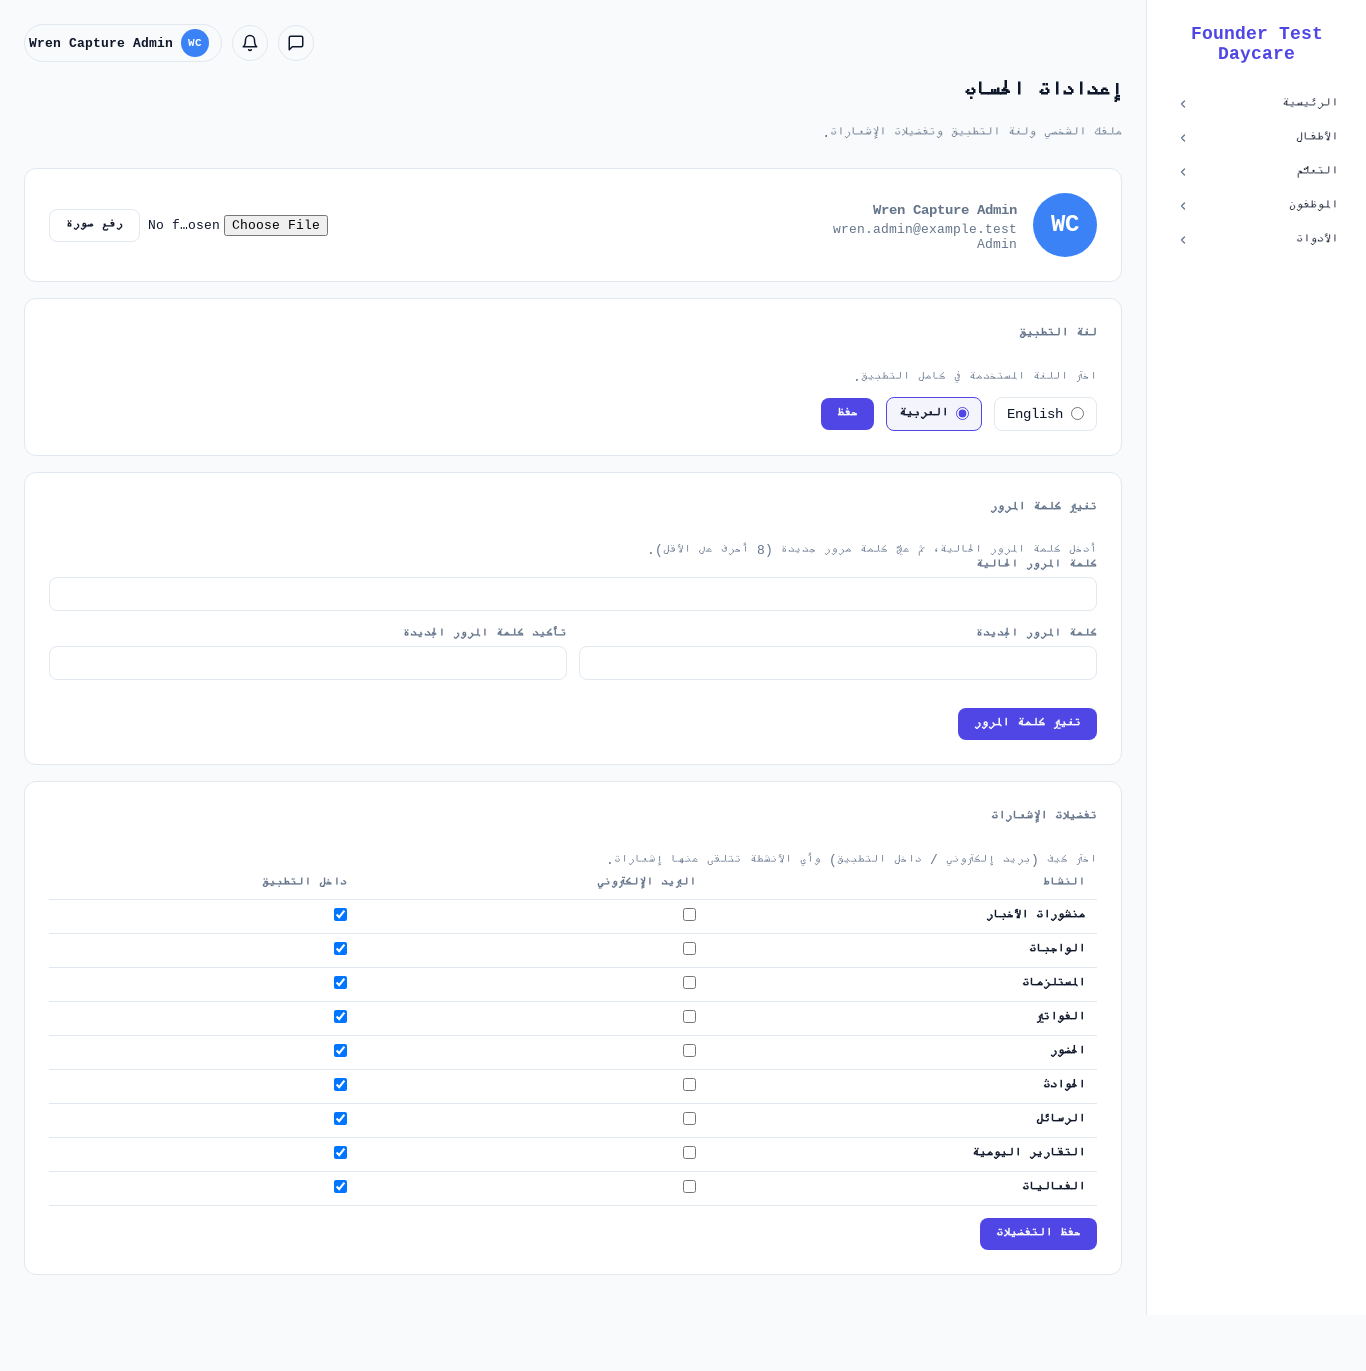 Founder Test
Daycare
الرئيسية
الأطفال
التعلّم
الموظفون
الأدوات
Wren Capture Admin
WC
إعدادات الحساب
ملفك الشخصي ولغة التطبيق وتفضيلات الإشعارات.
WC
Wren Capture Admin
wren.admin@example.test
Admin
Choose File
No f…osen
رفع صورة
لغة التطبيق
اختر اللغة المستخدمة في كامل التطبيق.
English
العربية
حفظ
تغيير كلمة المرور
أدخل كلمة المرور الحالية، ثم عيّن كلمة مرور جديدة (8 أحرف على الأقل).
كلمة المرور الحالية
كلمة المرور الجديدة
تأكيد كلمة المرور الجديدة
تغيير كلمة المرور
تفضيلات الإشعارات
اختر كيف (بريد إلكتروني / داخل التطبيق) وأي الأنشطة تتلقى عنها إشعارات.
النشاط
البريد الإلكتروني
داخل التطبيق
منشورات الأخبار
الواجبات
المستلزمات
الفواتير
الحضور
الحوادث
الرسائل
التقارير اليومية
الفعاليات
حفظ التفضيلات